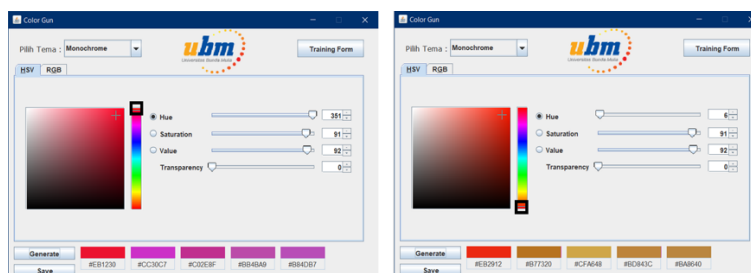 Color Gun
Pilih Tema : Monochrome
ubm
Universitas Bunda Mulia
Training Form
HSV RGB
Hue 351
Saturation 91
Value 92
Transparency 0
Generate
Save
#EB1230 #CC30C7 #C02E8F #BB4BA9 #B84DB7
Color Gun
Pilih Tema : Monochrome
ubm
Universitas Bunda Mulia
Training Form
HSV RGB
Hue 6
Saturation 91
Value 92
Transparency 0
Generate
Save
#EB2912 #B77320 #CFA648 #BD843C #BA8640